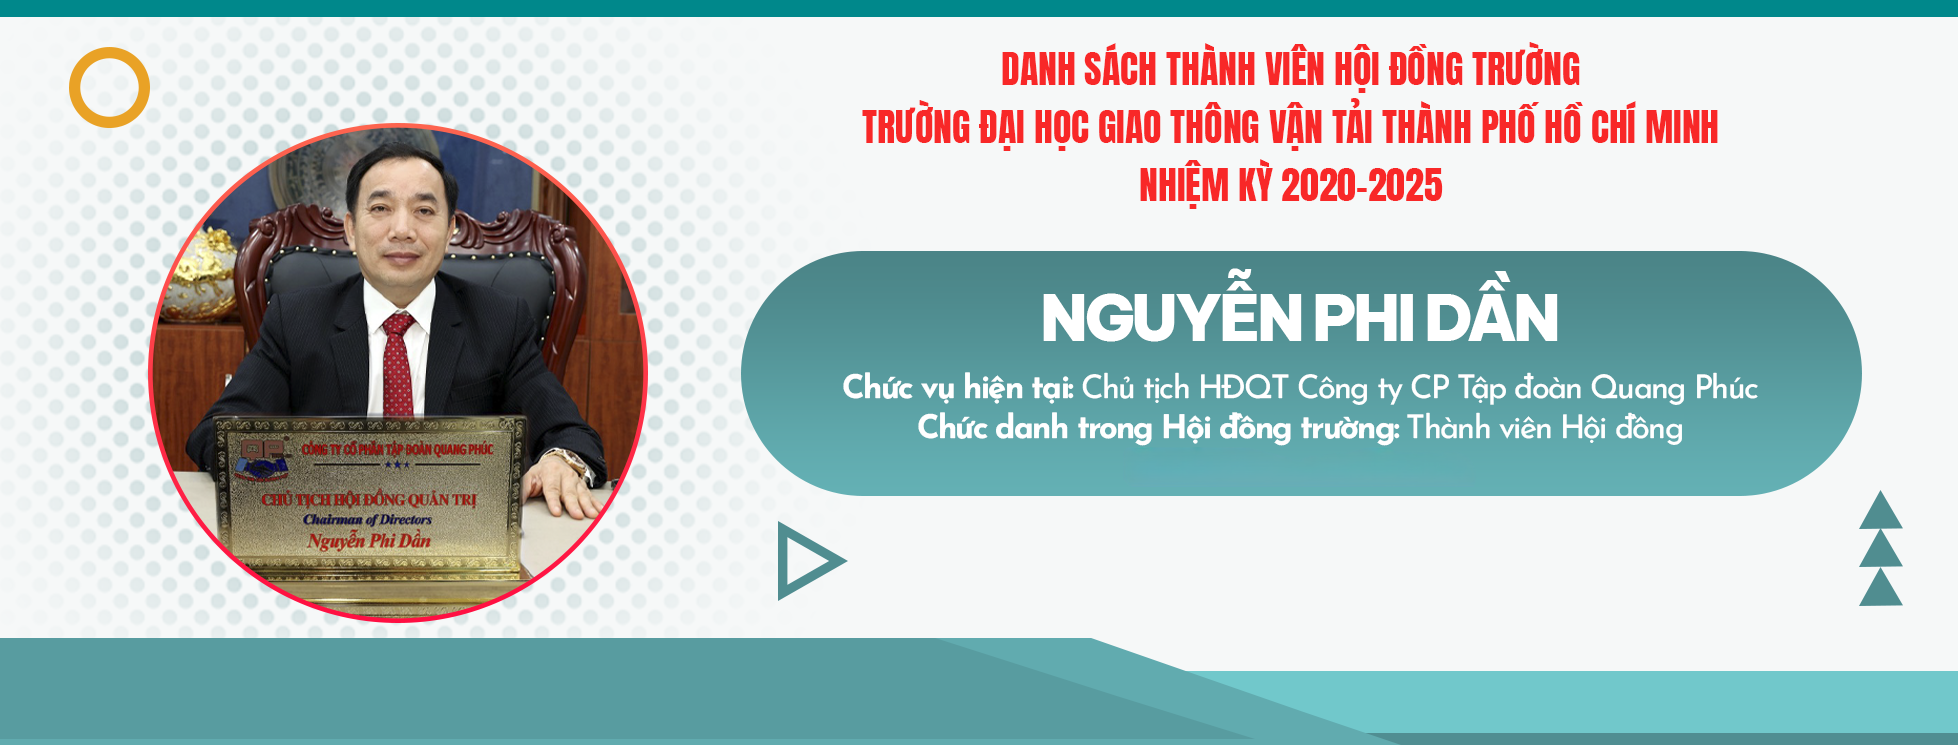 DANH SÁCH THÀNH VIÊN HỘI ĐỒNG TRƯỜNG
TRƯỜNG ĐẠI HỌC GIAO THÔNG VẬN TẢI THÀNH PHỐ HỒ CHÍ MINH
NHIỆM KỲ 2020-2025
NGUYỄN PHI DẦN
Chức vụ hiện tại: Chủ tịch HĐQT Công ty CP Tập đoàn Quang Phúc
Chức danh trong Hội đồng trường: Thành viên Hội đồng
CÔNG TY CỔ PHẦN TẬP ĐOÀN QUANG PHÚC
CHỦ TỊCH HỘI ĐỒNG QUẢN TRỊ
Chairman of Directors
Nguyễn Phi Dần